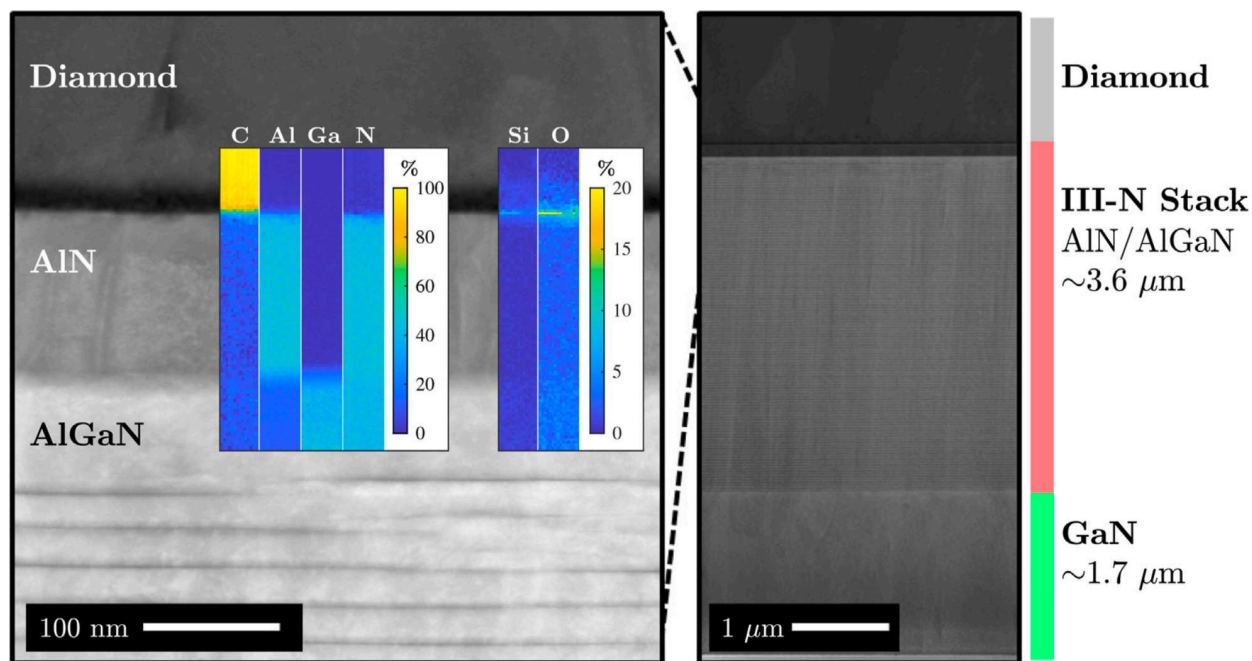 Diamond
C Al Ga N
%
100
80
60
40
20
0
Si O
%
20
15
10
5
0
AlN
AlGaN
100 nm
1 μm
Diamond
III-N Stack
AlN/AlGaN
~3.6 μm
GaN
~1.7 μm